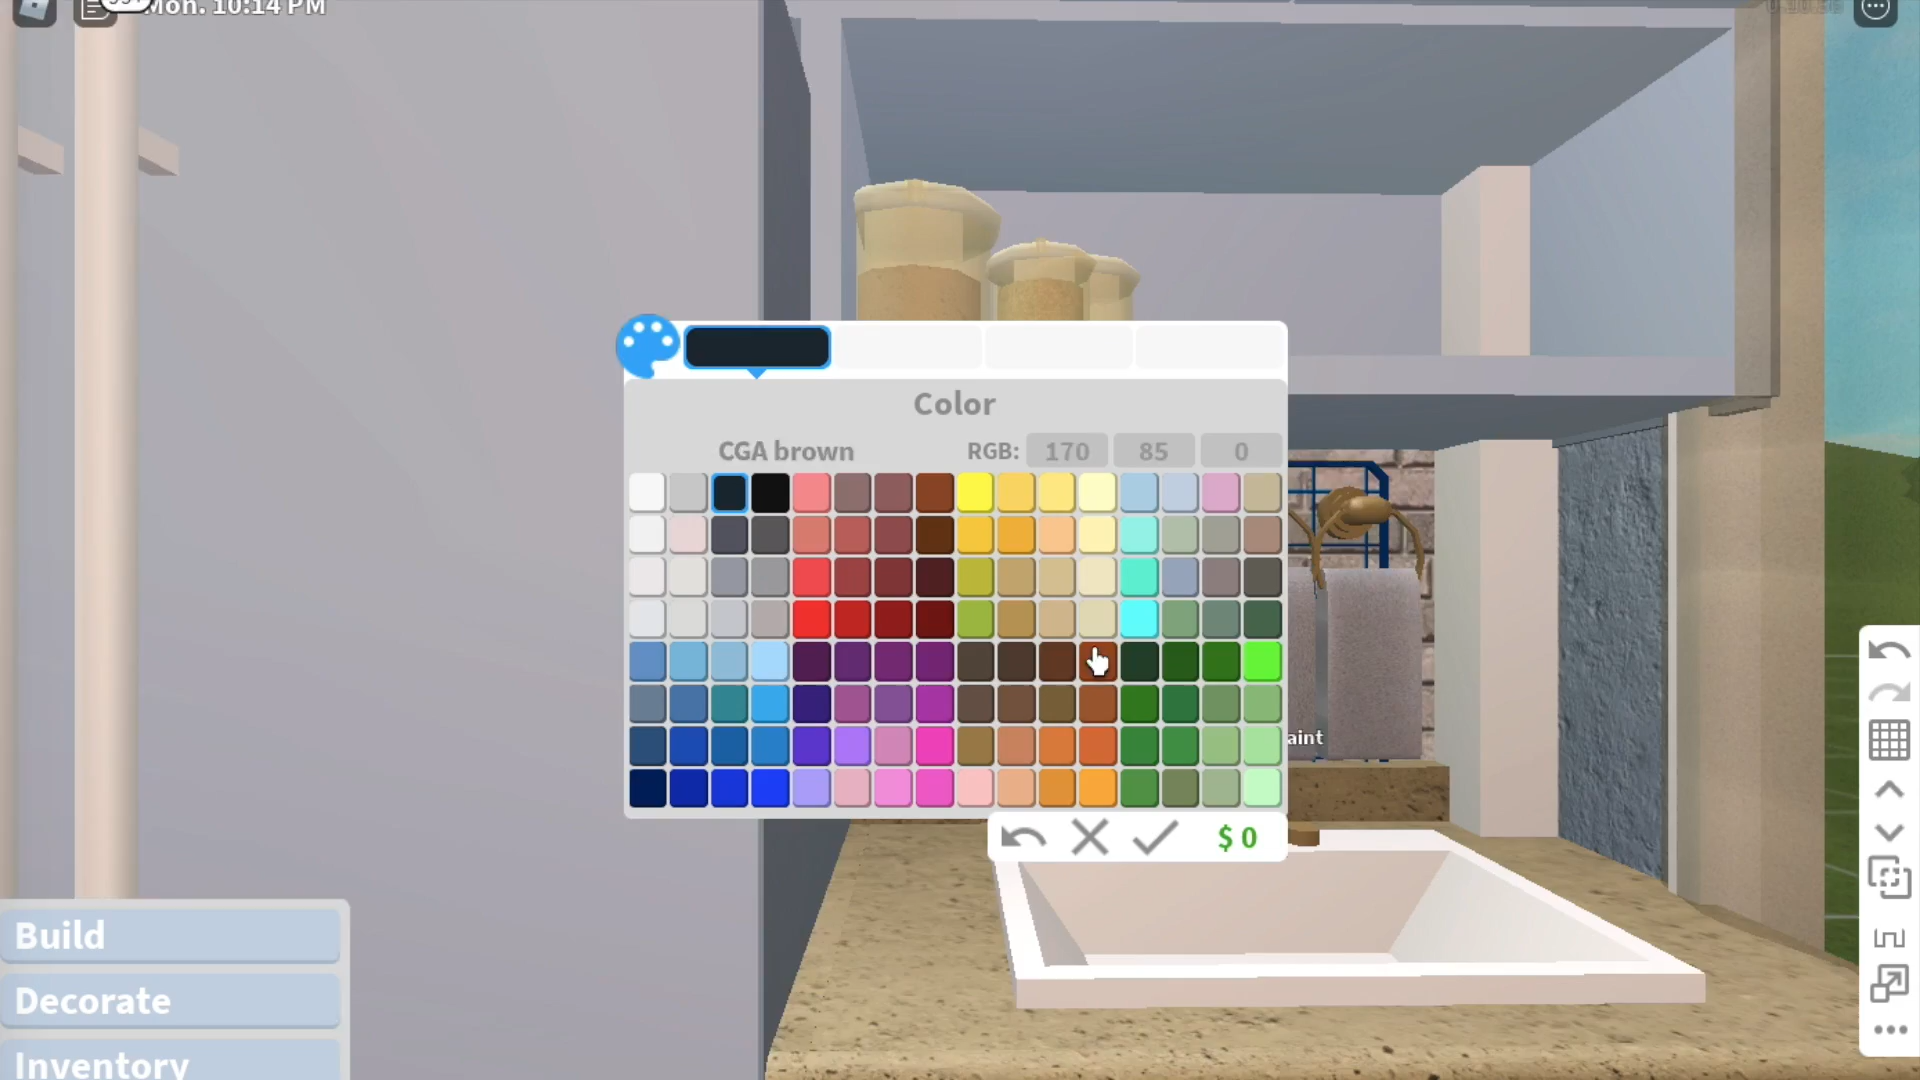 Mon. 10:14 PM
Color
CGA brown RGB: 170 85 0
aint
$ 0
Build
Decorate
Inventory